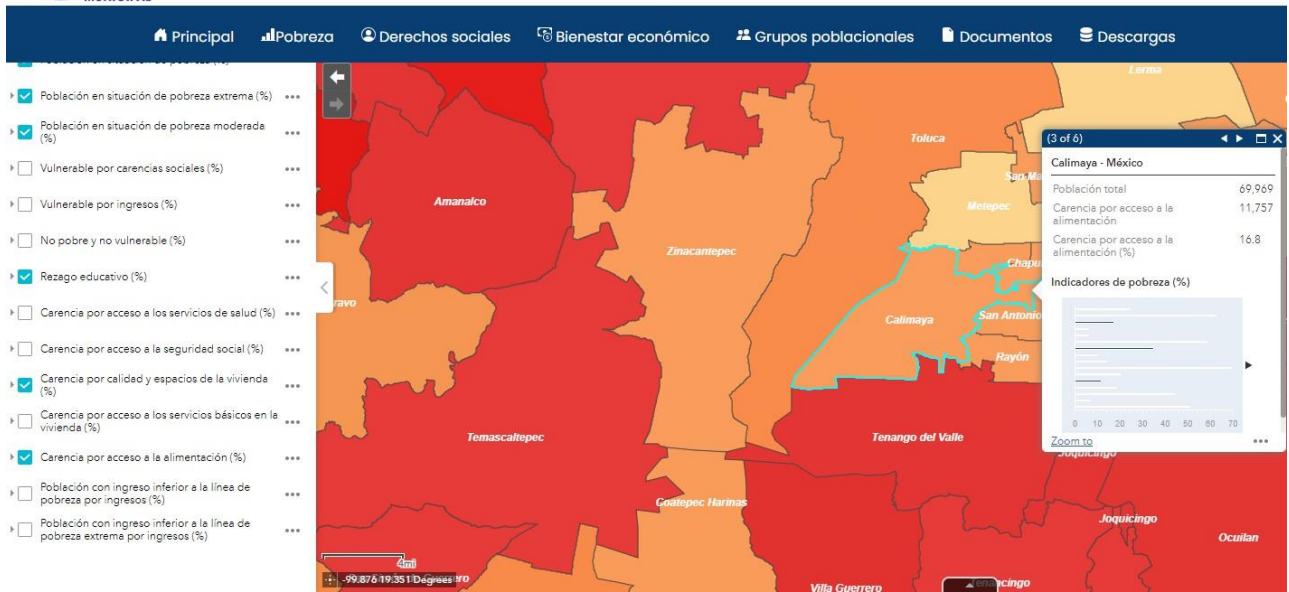 Principal
Pobreza
Derechos sociales
Bienestar económico
Grupos poblacionales
Documentos
Descargas
Población en situación de pobreza extrema (%)
Población en situación de pobreza moderada
(%)
Vulnerable por carencias sociales (%)
Vulnerable por ingresos (%)
No pobre y no vulnerable (%)
Rezago educativo (%)
Carencia por acceso a los servicios de salud (%)
Carencia por acceso a la seguridad social (%)
Carencia por calidad y espacios de la vivienda
(%)
Carencia por acceso a los servicios básicos en la
vivienda (%)
Carencia por acceso a la alimentación (%)
Población con ingreso inferior a la línea de
pobreza por ingresos (%)
Población con ingreso inferior a la línea de
pobreza extrema por ingresos (%)
Lerma
Toluca
Amanalco
Metepec
Zinacantepec
Calimaya
San Antonio
Rayón
Temascaltepec
Tenango del Valle
Coatepec Harinas
Joquicingo
Joquicingo
Ocuilan
Villa Guerrero
4mi
-99.876 19.351 Degrees
(3 of 6)
Calimaya - México
Población total 69,969
Carencia por acceso a la 11,757
alimentación
Carencia por acceso a la 16.8
alimentación (%)
Indicadores de pobreza (%)
0 10 20 30 40 50 60 70
Zoom to